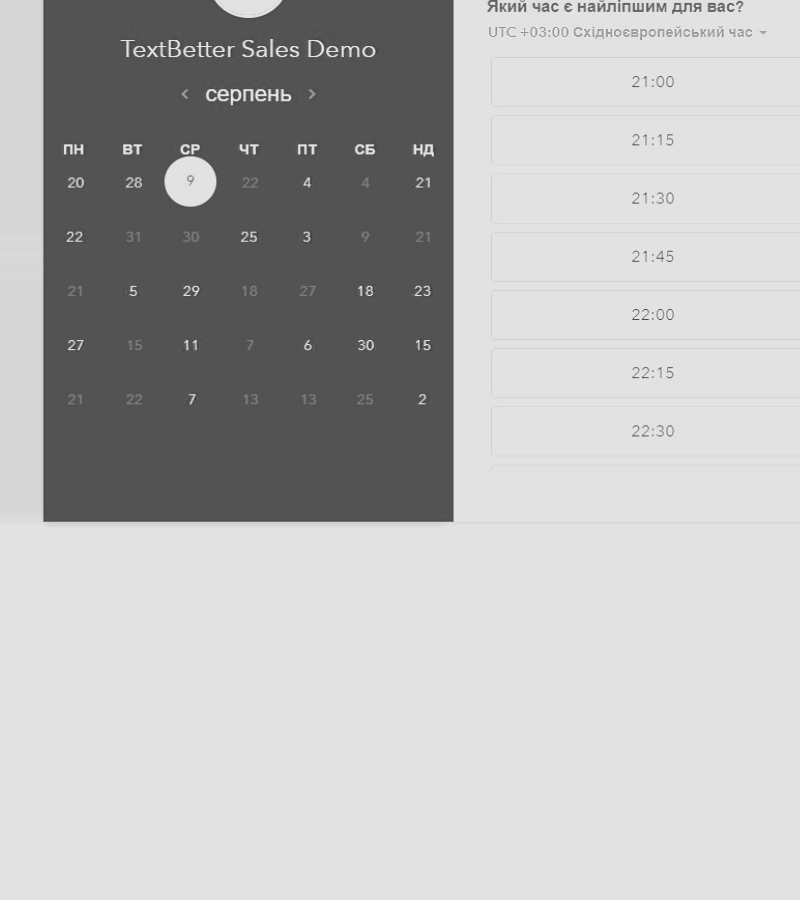 TextBetter Sales Demo
серпень
ПН ВТ СР ЧТ ПТ СБ НД
20 28 9 22 4 4 21
22 31 30 25 3 9 21
21 5 29 18 27 18 23
27 15 11 7 6 30 15
21 22 7 13 13 25 2
Який час є найліпшим для вас?
UTC +03:00 Східноєвропейський час
21:00
21:15
21:30
21:45
22:00
22:15
22:30